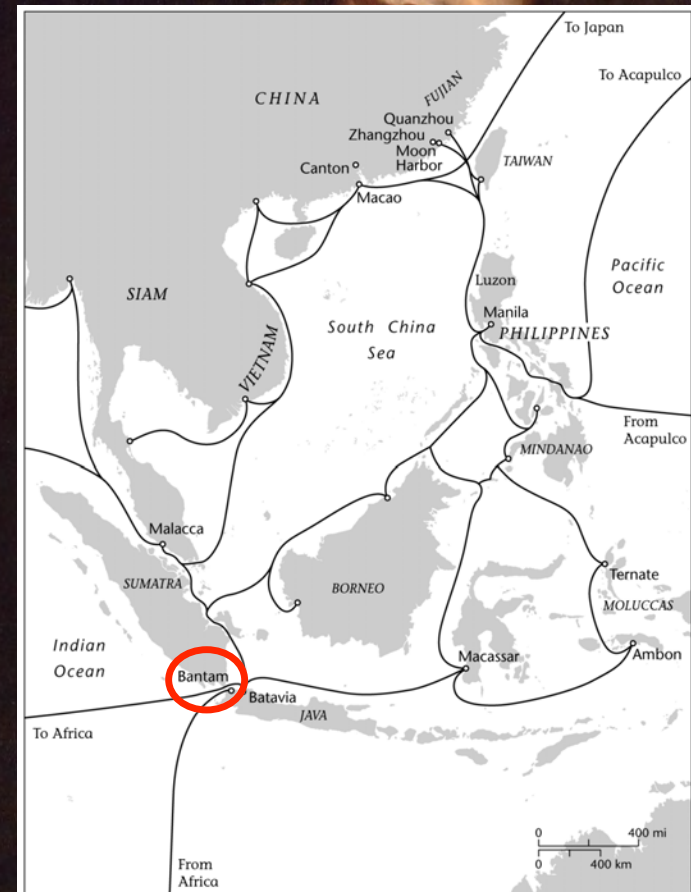 To Japan
To Acapulco
CHINA
FUJIAN
Quanzhou
Zhangzhou
Moon
Harbor
TAIWAN
Canton
Macao
Pacific
Ocean
Luzon
SIAM
Manila
South China
Sea
PHILIPPINES
VIETNAM
From
Acapulco
MINDANAO
Malacca
Ternate
SUMATRA
BORNEO
MOLUCCAS
Indian
Ocean
Macassar
Ambon
Bantam
Batavia
JAVA
To Africa
0 400 mi
0 400 km
From
Africa